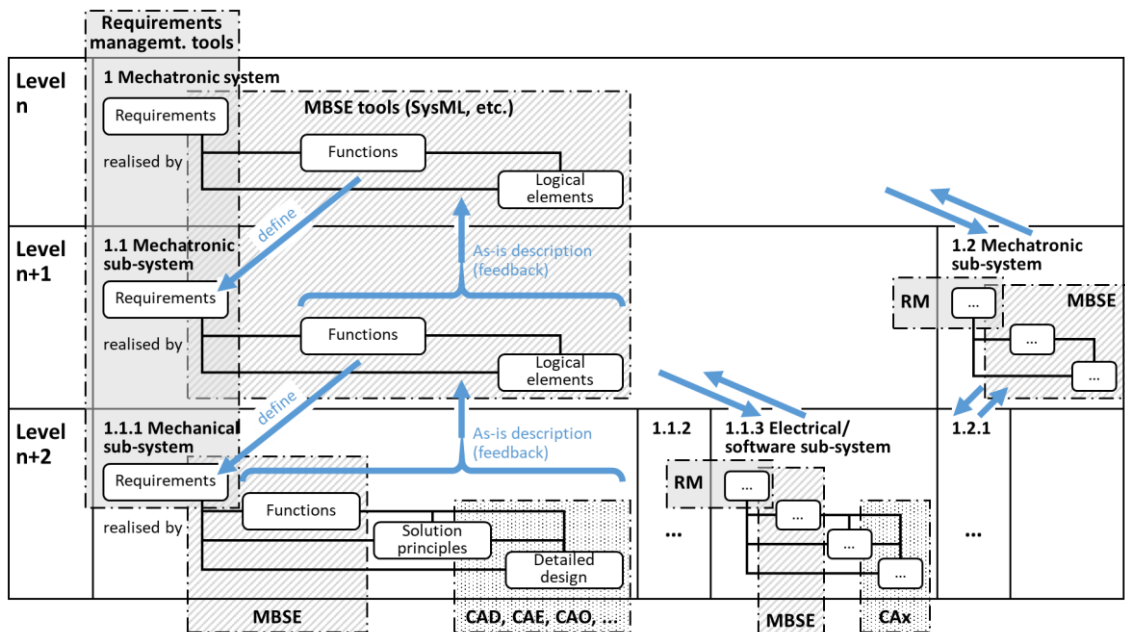 Requirements
managemt. tools
Level
n
1 Mechatronic system
MBSE tools (SysML, etc.)
Requirements
realised by
Functions
Logical
elements
define
Level
n+1
1.1 Mechatronic
sub-system
As-is description
(feedback)
1.2 Mechatronic
sub-system
Requirements
RM
...
MBSE
realised by
Functions
...
Logical
elements
...
define
Level
n+2
1.1.1 Mechanical
sub-system
As-is description
(feedback)
1.1.2
1.1.3 Electrical/
software sub-system
1.2.1
Requirements
RM
...
realised by
Functions
...
Solution
principles
...
...
...
Detailed
design
...
MBSE
CAD, CAE, CAO, ...
MBSE
CAx